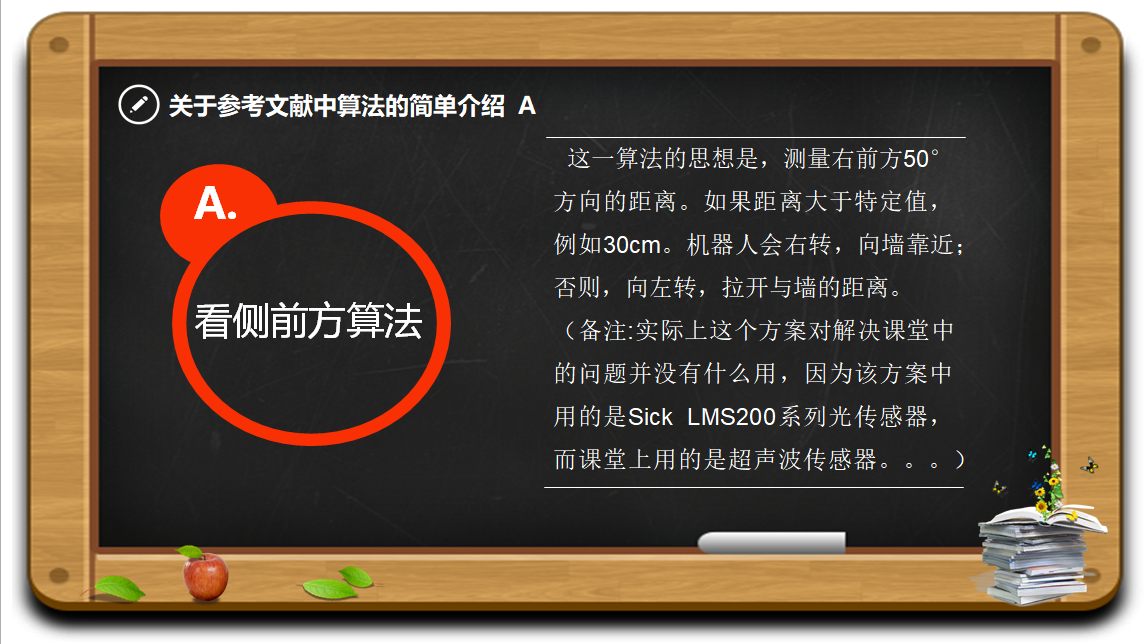 关于参考文献中算法的简单介绍 A
A.
看侧前方算法
这一算法的思想是，测量右前方50°
方向的距离。如果距离大于特定值，
例如30cm。机器人会右转，向墙靠近；
否则，向左转，拉开与墙的距离。
（备注:实际上这个方案对解决课堂中
的问题并没有什么用，因为该方案中
用的是Sick LMS200系列光传感器，
而课堂上用的是超声波传感器。。。）